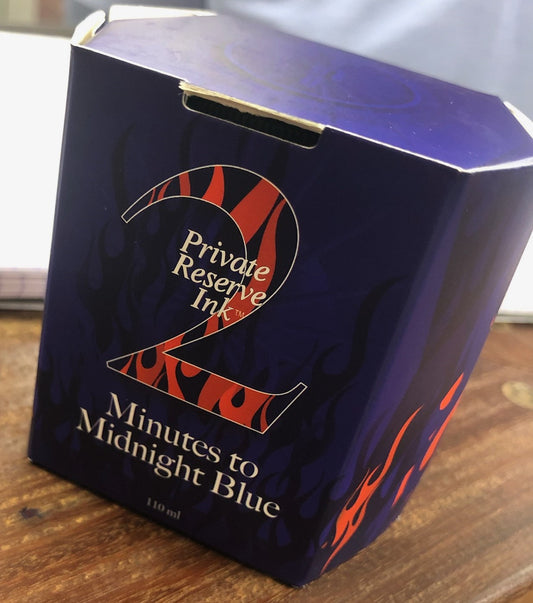 2
Private
Reserve
Ink™
Minutes to
Midnight Blue
110 ml